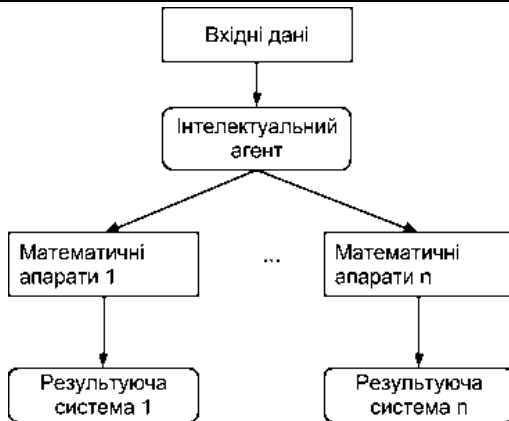 Вхідні дані
Інтелектуальний
агент
Математичні
апарати 1
...
Математичні
апарати n
Результуюча
система 1
Результуюча
система n